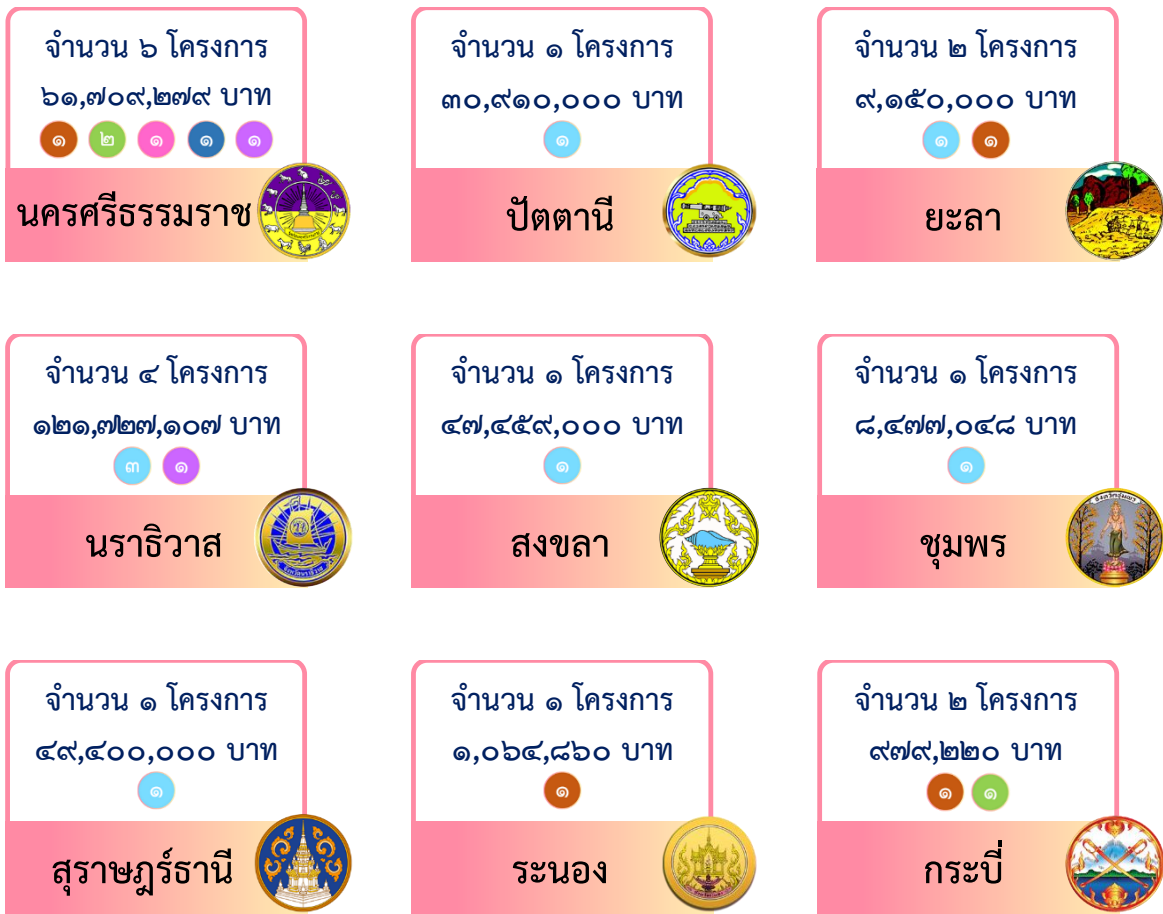 จำนวน ๖ โครงการ
๖๑,๗๐๙,๒๗๙ บาท
๑ ๒ ๑ ๑ ๑
นครศรีธรรมราช
จำนวน ๑ โครงการ
๓๐,๙๑๐,๐๐๐ บาท
๑
ปัตตานี
จำนวน ๒ โครงการ
๙,๑๕๐,๐๐๐ บาท
๑ ๑
ยะลา
จำนวน ๔ โครงการ
๑๒๑,๗๒๗,๑๐๗ บาท
๓ ๑
นราธิวาส
จำนวน ๑ โครงการ
๔๗,๔๕๙,๐๐๐ บาท
๑
สงขลา
จำนวน ๑ โครงการ
๘,๔๗๗,๐๔๘ บาท
๑
ชุมพร
จำนวน ๑ โครงการ
๔๙,๔๐๐,๐๐๐ บาท
๑
สุราษฎร์ธานี
จำนวน ๑ โครงการ
๑,๐๖๔,๘๖๐ บาท
๑
ระนอง
จำนวน ๒ โครงการ
๙๗๙,๒๒๐ บาท
๑ ๑
กระบี่